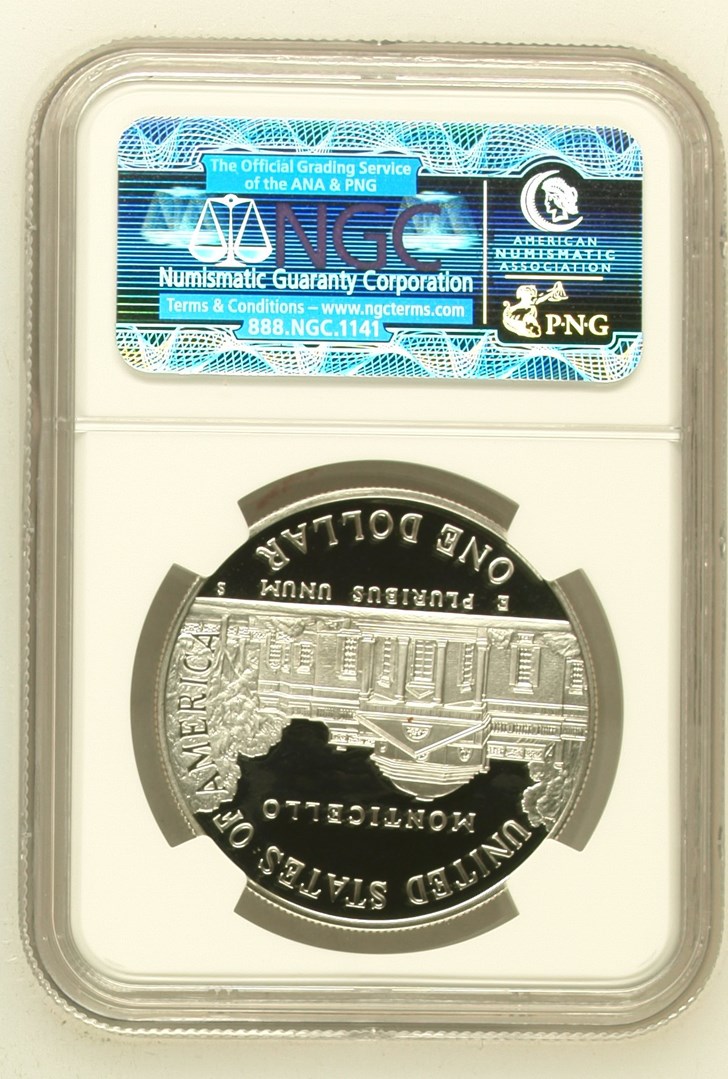 The Official Grading Service
of the ANA & PNG
NGC
Numismatic Guaranty Corporation
Terms & Conditions – www.ngcterms.com
888.NGC.1141
AMERICAN
NUMISMATIC
ASSOCIATION
P·N·G
UNITED STATES OF AMERICA
MONTICELLO
E PLURIBUS UNUM S
ONE DOLLAR